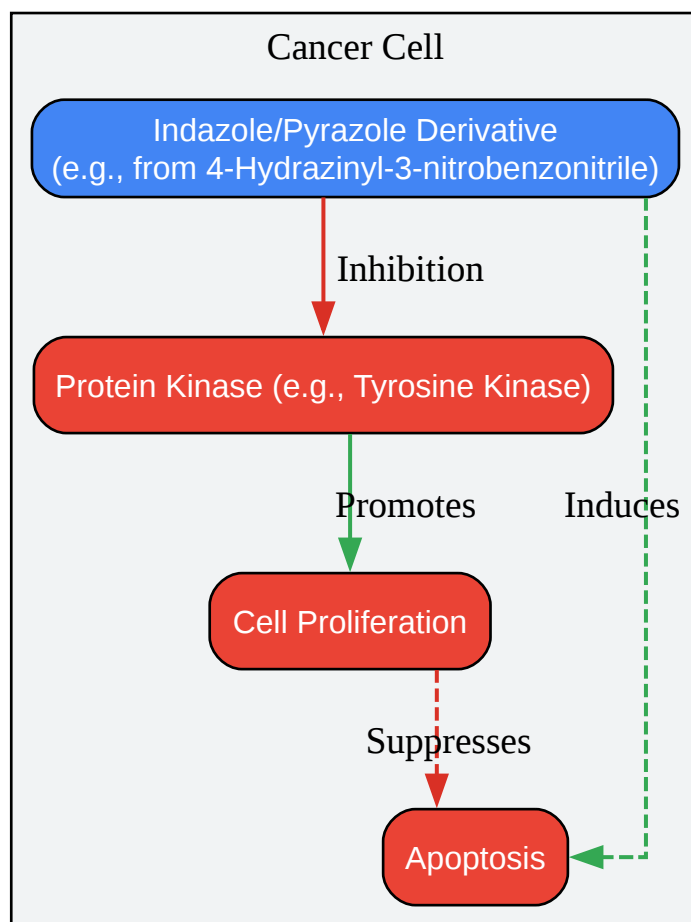 Cancer Cell
Indazole/Pyrazole Derivative
(e.g., from 4-Hydrazinyl-3-nitrobenzonitrile)
Inhibition
Protein Kinase (e.g., Tyrosine Kinase)
Promotes
Induces
Cell Proliferation
Suppresses
Apoptosis